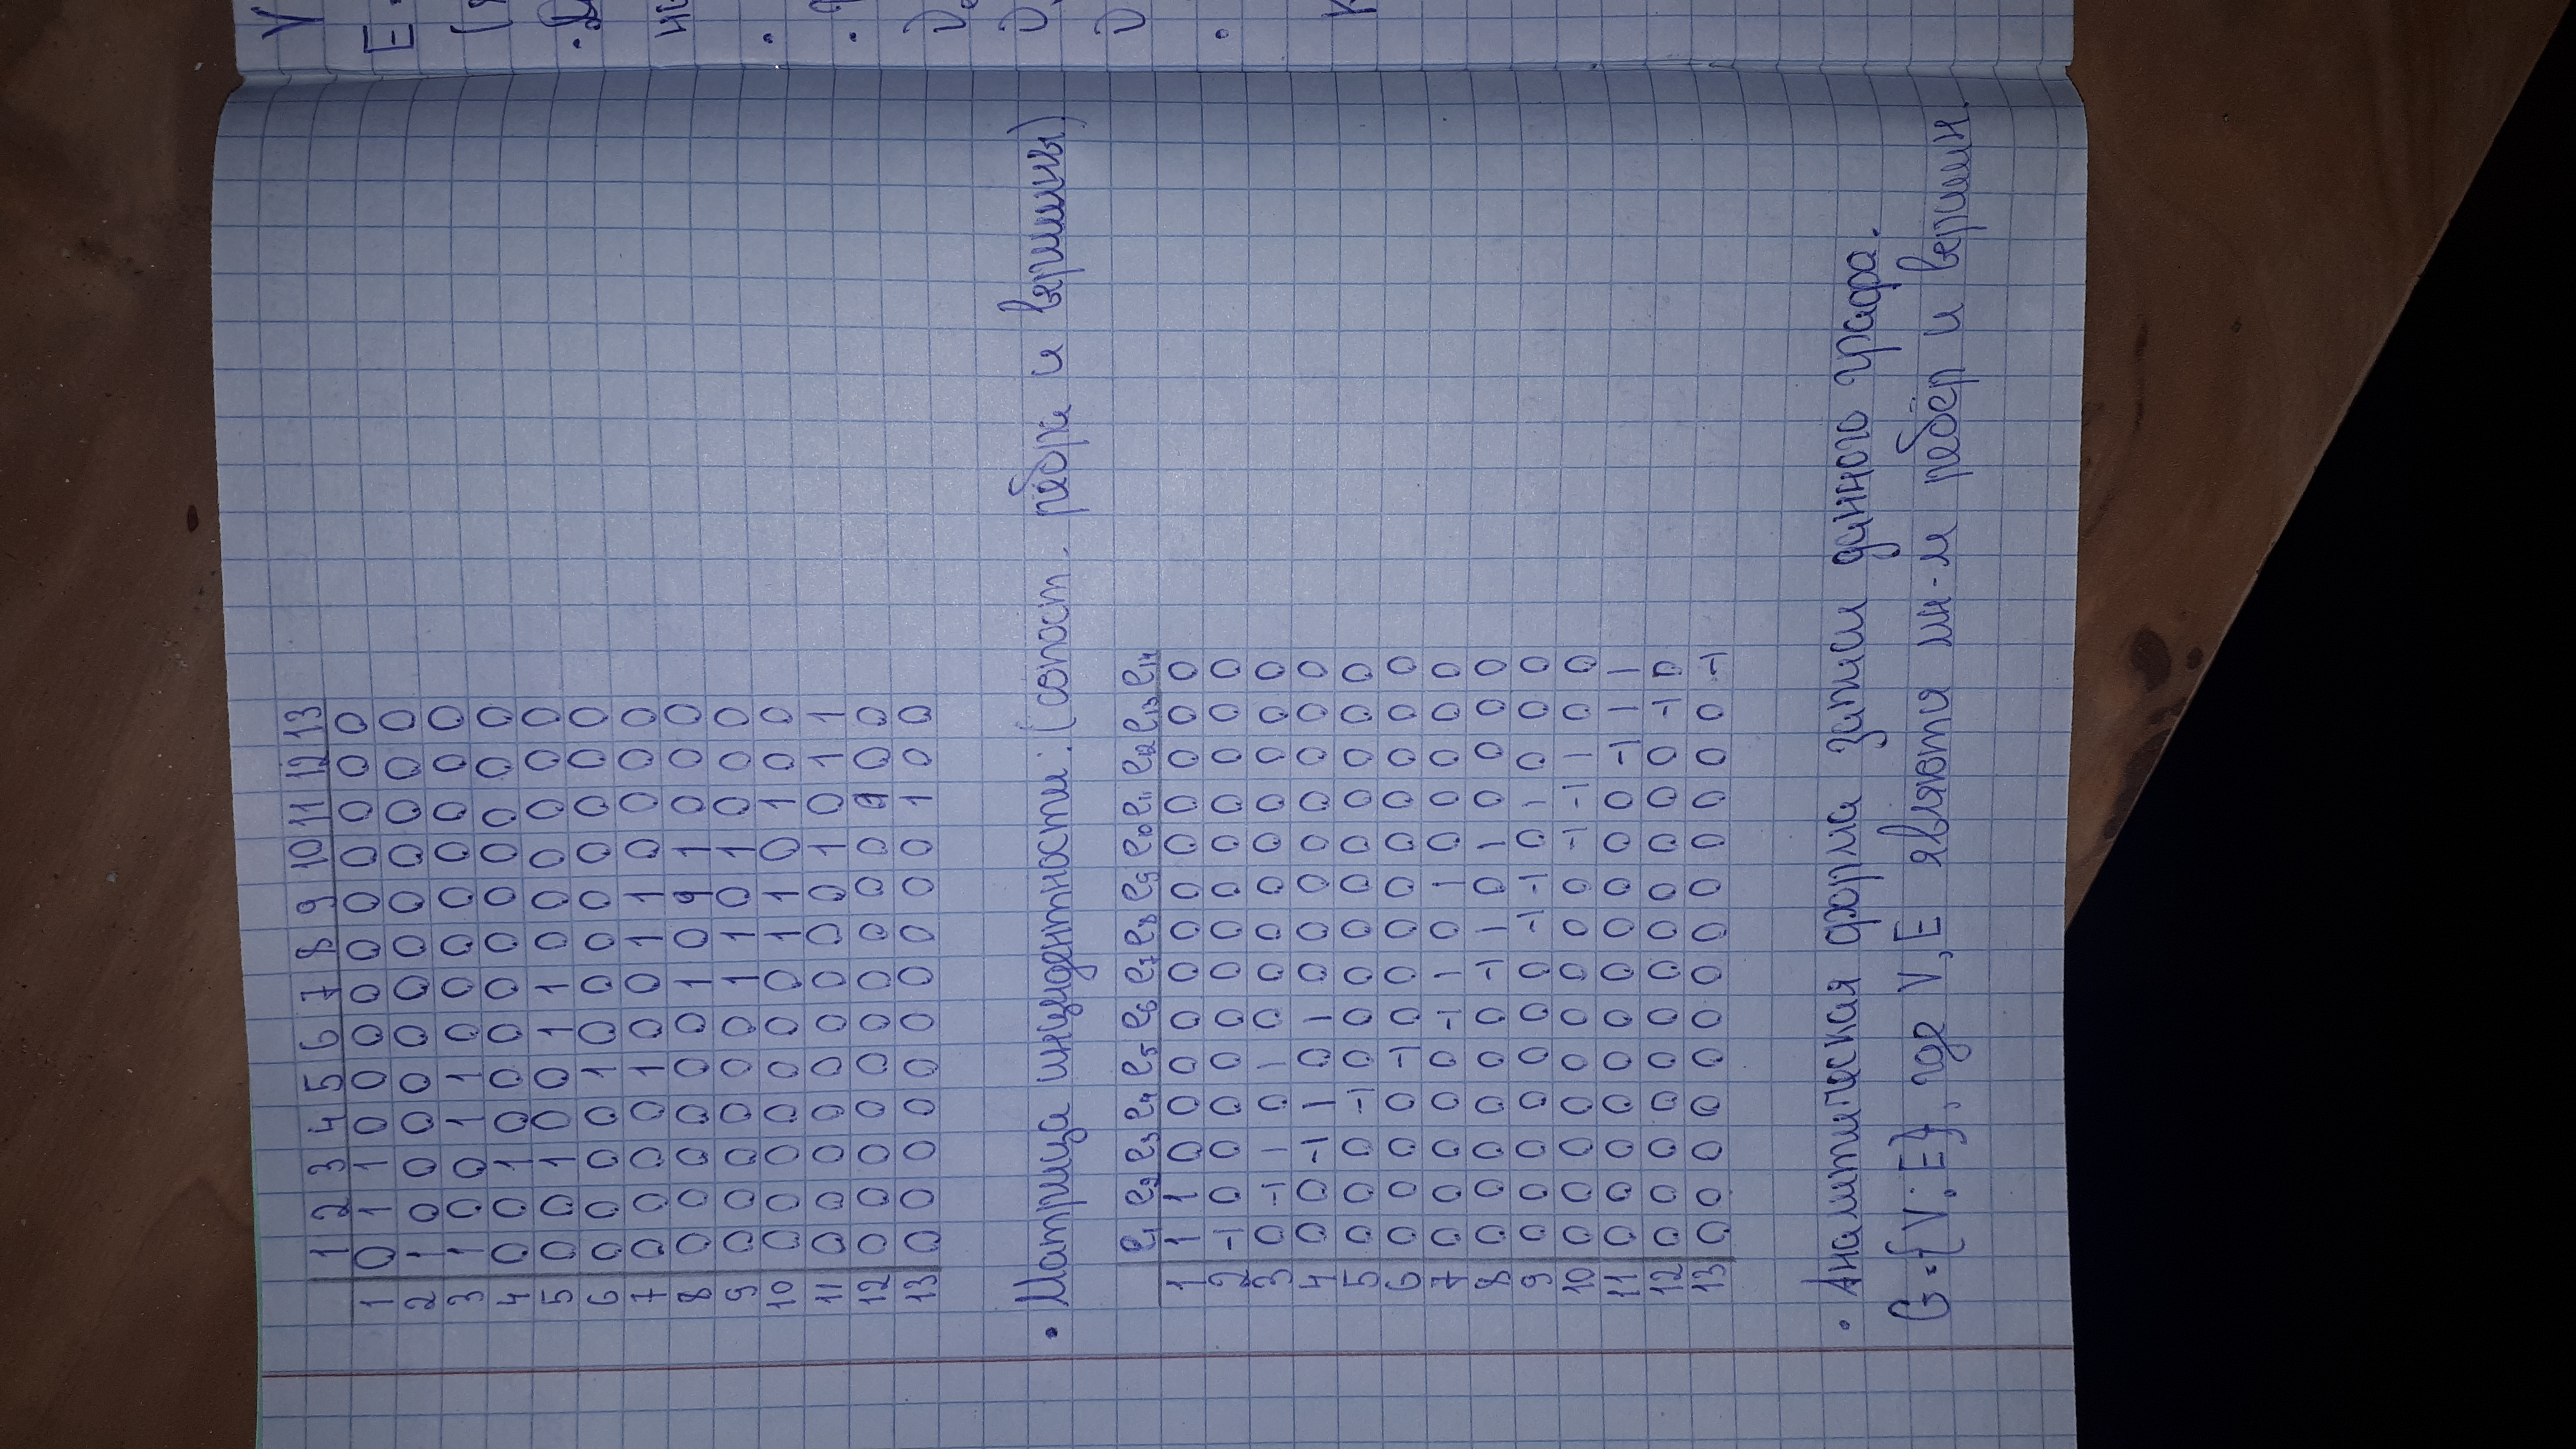 1 2 3 4 5 6 7 8 9 10 11 12 13
1 0 1 1 0 0 0 0 0 0 0 0 0 0
2 1 0 0 0 0 0 0 0 0 0 0 0 0
3 1 0 0 1 1 0 0 0 0 0 0 0 0
4 0 0 1 0 0 0 0 0 0 0 0 0 0
5 0 0 1 0 0 1 1 0 0 0 0 0 0
6 0 0 0 0 1 0 0 0 0 0 0 0 0
7 0 0 0 0 1 0 0 1 1 0 0 0 0
8 0 0 0 0 0 0 1 0 1 1 0 0 0
9 0 0 0 0 0 0 1 1 0 1 0 0 0
10 0 0 0 0 0 0 0 1 1 0 1 0 0
11 0 0 0 0 0 0 0 0 0 1 0 1 1
12 0 0 0 0 0 0 0 0 0 0 1 0 0
13 0 0 0 0 0 0 0 0 0 0 1 0 0
• Матрица инцидентности: (сопост. рёбра и вершины)
e1 e2 e3 e4 e5 e6 e7 e8 e9 e10 e11 e12 e13 e14
1 1 1 0 0 0 0 0 0 0 0 0 0 0 0
2 -1 0 0 0 0 0 0 0 0 0 0 0 0 0
3 0 -1 1 0 1 0 0 0 0 0 0 0 0 0
4 0 0 -1 1 0 1 0 0 0 0 0 0 0 0
5 0 0 0 -1 0 0 0 0 0 0 0 0 0 0
6 0 0 0 0 -1 0 0 0 0 0 0 0 0 0
7 0 0 0 0 0 -1 1 0 1 0 0 0 0 0
8 0 0 0 0 0 0 -1 1 0 1 0 0 0 0
9 0 0 0 0 0 0 0 -1 -1 0 1 0 0 0
10 0 0 0 0 0 0 0 0 0 -1 -1 1 0 0
11 0 0 0 0 0 0 0 0 0 0 0 -1 1 1
12 0 0 0 0 0 0 0 0 0 0 0 0 -1 0
13 0 0 0 0 0 0 0 0 0 0 0 0 0 -1
• Аналитическая форма записи данного графа.
G={V; E}, где V, E являются мн-м рёбер и вершин.
V
E